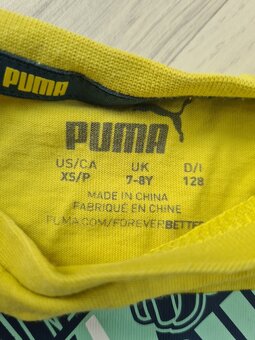 PUMA
PUMA
US/CA UK D/I
XS/P 7-8Y 128
MADE IN CHINA
FABRIQUÉ EN CHINE
PUMA.COM/FOREVERBETTER